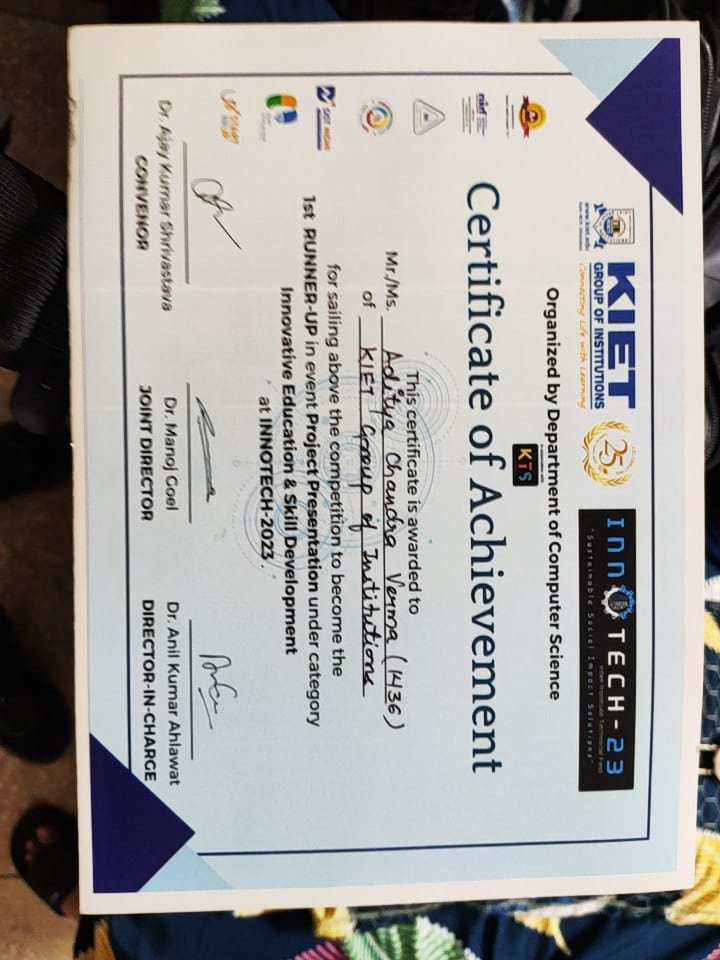 KIET
GROUP OF INSTITUTIONS
Connecting Life with Learning
www.kiet.edu
25
INNOTECH-23
Inter-Institute Technical Fest
"Sustainable Social Impact Solutions"
Organized by Department of Computer Science
In association with
KTS
Certificate of Achievement
This certificate is awarded to
Mr./Ms. Aditya Chandra Verma (1436)
of KIET Group of Institutions
for sailing above the competition to become the
1st RUNNER-UP in event Project Presentation under category
Innovative Education & Skill Development
at INNOTECH-2023.
A+
nirf
START
Dr. Ajay Kumar Shrivastava
CONVENOR
Dr. Manoj Goel
JOINT DIRECTOR
Dr. Anil Kumar Ahlawat
DIRECTOR-IN-CHARGE